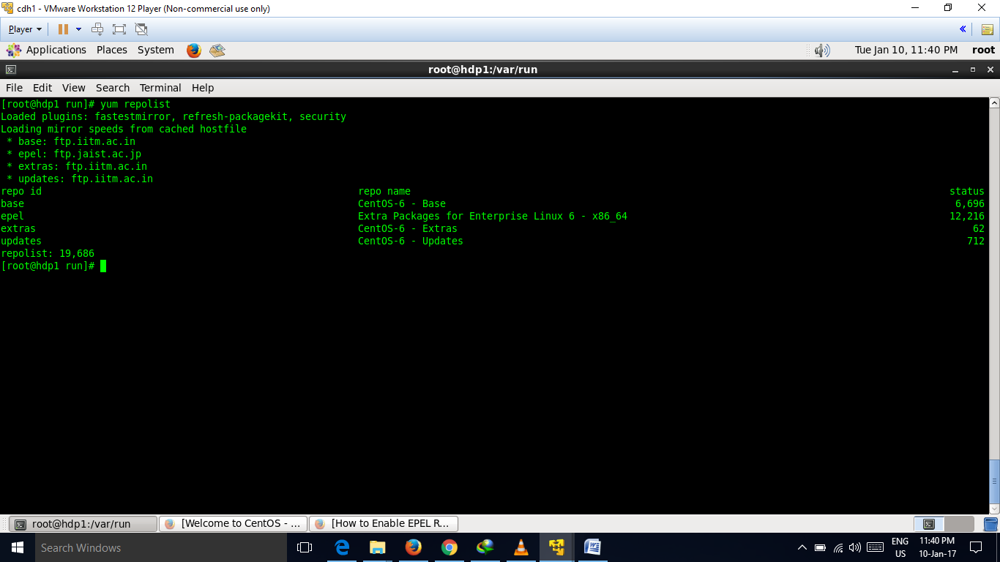 cdh1 - VMware Workstation 12 Player (Non-commercial use only)
Player
Applications Places System Tue Jan 10, 11:40 PM root
root@hdp1:/var/run
File Edit View Search Terminal Help
[root@hdp1 run]# yum repolist
Loaded plugins: fastestmirror, refresh-packagekit, security
Loading mirror speeds from cached hostfile
* base: ftp.iitm.ac.in
* epel: ftp.jaist.ac.jp
* extras: ftp.iitm.ac.in
* updates: ftp.iitm.ac.in
repo id repo name status
base CentOS-6 - Base 6,696
epel Extra Packages for Enterprise Linux 6 - x86_64 12,216
extras CentOS-6 - Extras 62
updates CentOS-6 - Updates 712
repolist: 19,686
[root@hdp1 run]#
root@hdp1:/var/run [Welcome to CentOS - ... [How to Enable EPEL R...
Search Windows
ENG 11:40 PM
US 10-Jan-17